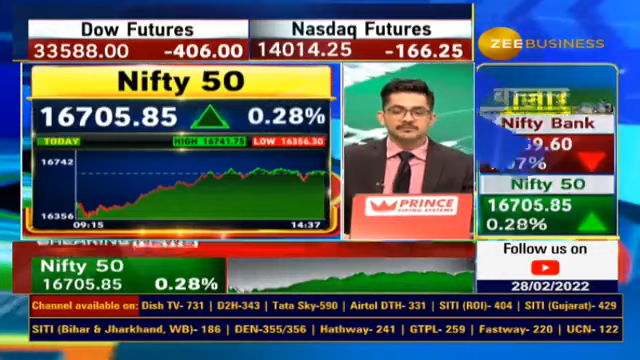 Dow Futures
33588.00 -406.00
Nasdaq Futures
14014.25 -166.25
ZEE BUSINESS
Nifty 50
16705.85 0.28%
TODAY HIGH 16741.75 LOW 16356.30
16742
16356
09:15 14:37
PRINCE
PIPING SYSTEMS
बाज़ार
Nifty Bank
Nifty 50
16705.85
0.28%
Nifty 50
16705.85 0.28%
Follow us on
28/02/2022
Channel available on: Dish TV- 731 | D2H-343 | Tata Sky-590 | Airtel DTH- 331 | SITI (ROI)- 404 | SITI (Gujarat)- 429
SITI (Bihar & Jharkhand, WB)- 186 | DEN-355/356 | Hathway- 241 | GTPL- 259 | Fastway- 220 | UCN- 122